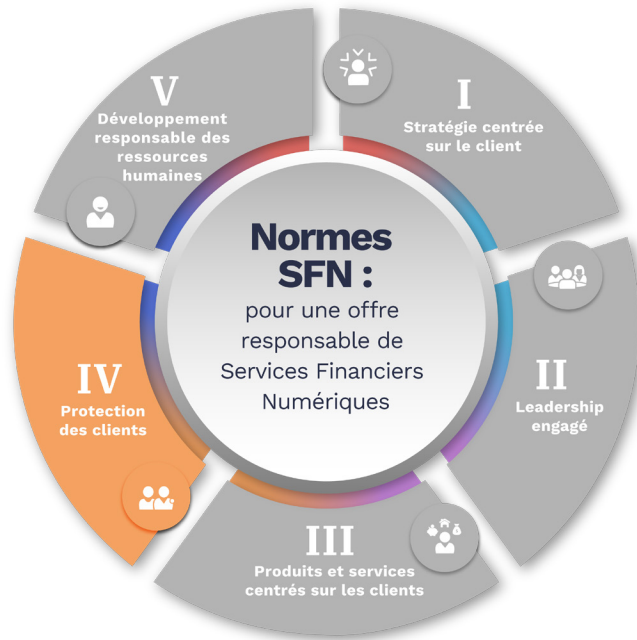 Normes
SFN :
pour une offre
responsable de
Services Financiers
Numériques
I
Stratégie centrée
sur le client
II
Leadership
engagé
III
Produits et services
centrés sur les clients
IV
Protection
des clients
V
Développement
responsable des
ressources
humaines